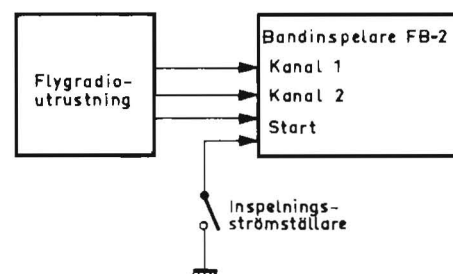 Flygradio-
utrustning
Bandinspelare FB-2
Kanal 1
Kanal 2
Start
Inspelnings-
strömställare